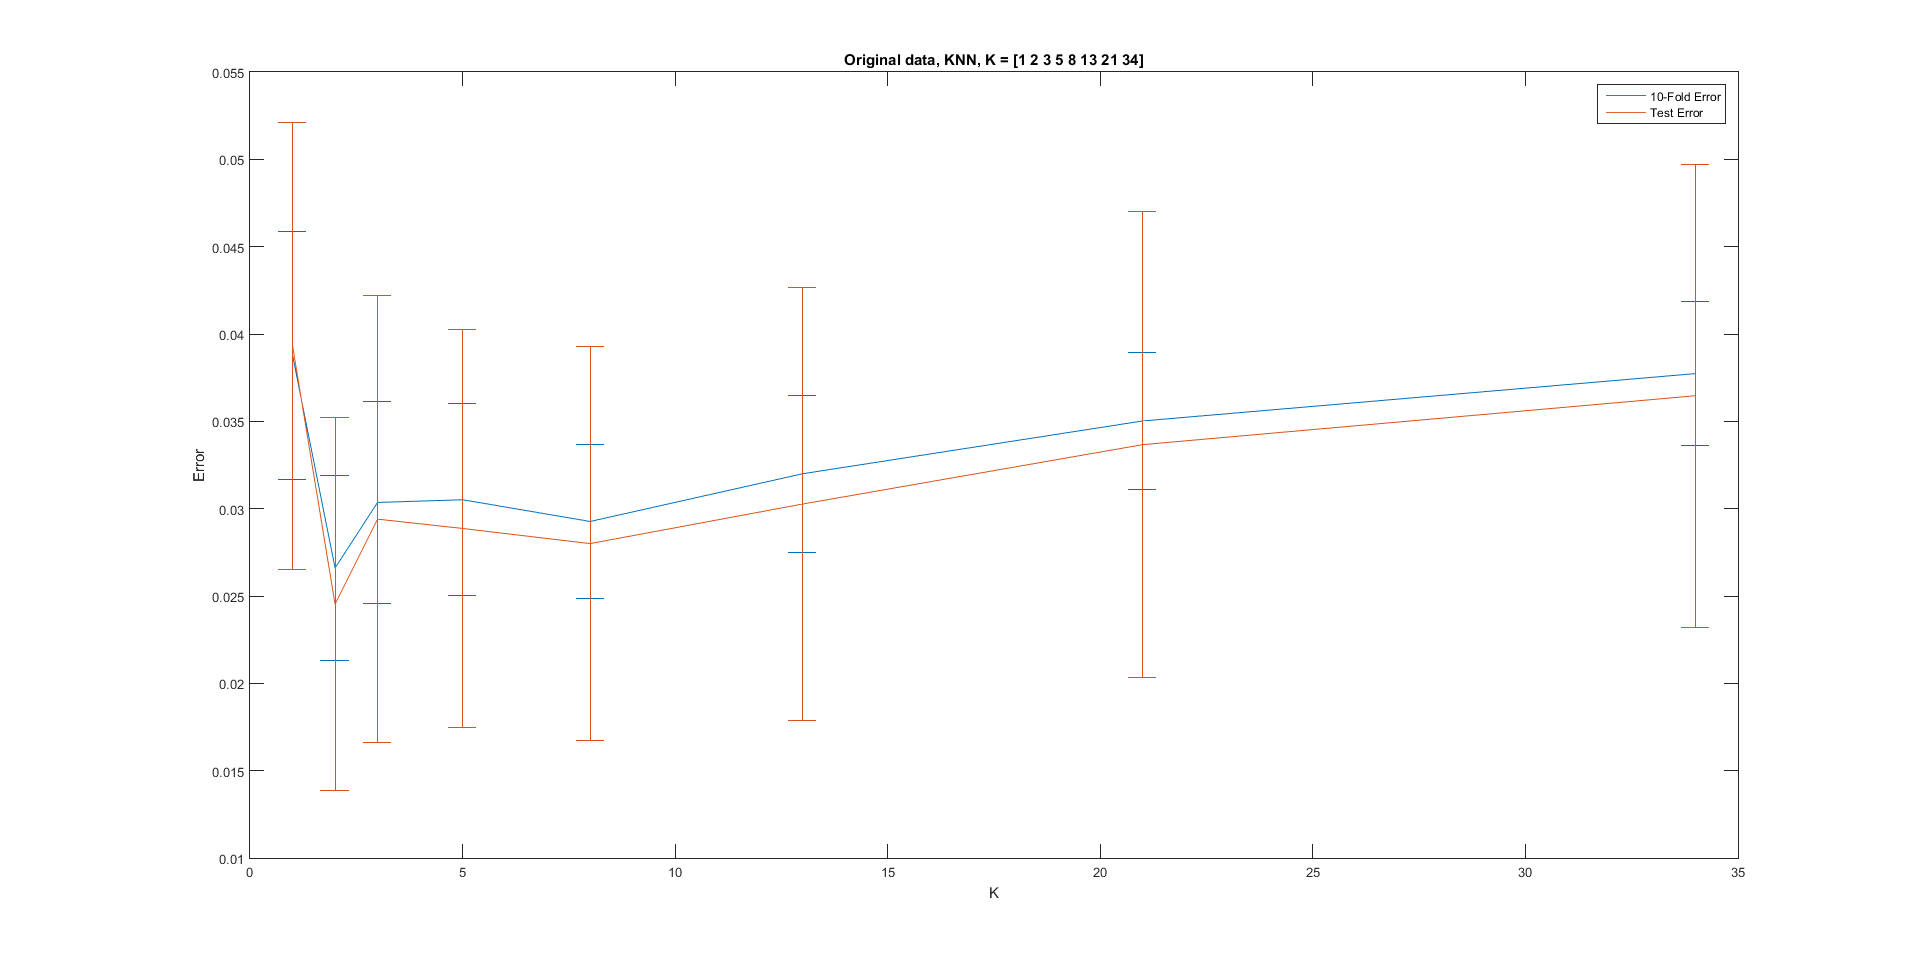 Original data, KNN, K = [1 2 3 5 8 13 21 34]
10-Fold Error
Test Error
0.055
0.05
0.045
0.04
0.035
0.03
0.025
0.02
0.015
0.01
Error
0 5 10 15 20 25 30 35
K